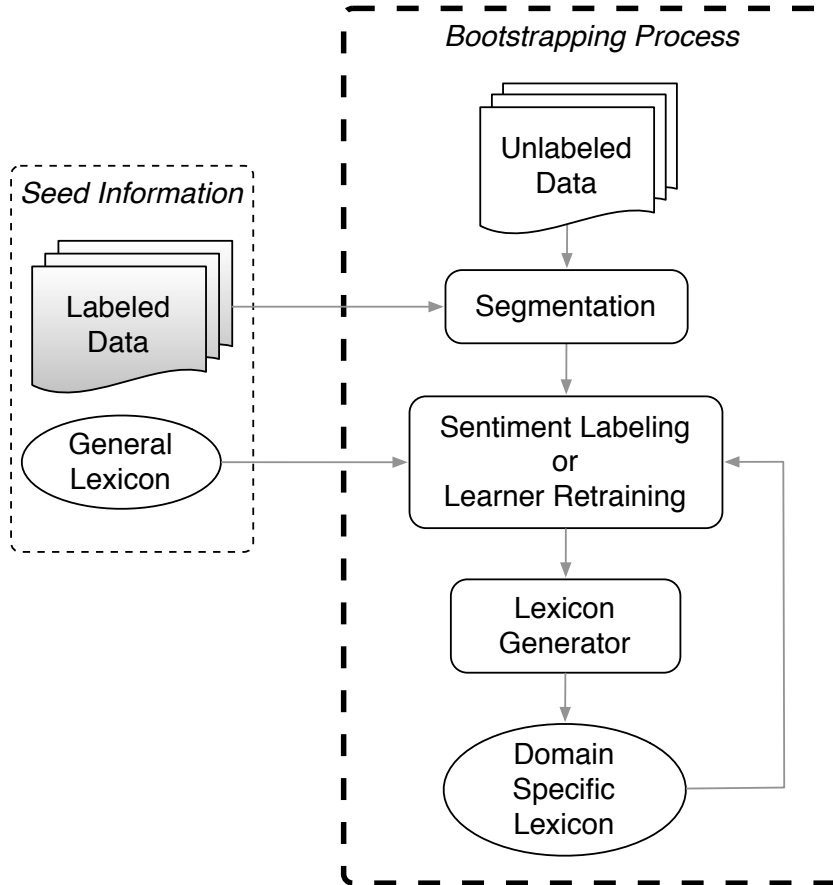 Bootstrapping Process
Unlabeled
Data
Seed Information
Labeled
Data
Segmentation
General
Lexicon
Sentiment Labeling
or
Learner Retraining
Lexicon
Generator
Domain
Specific
Lexicon